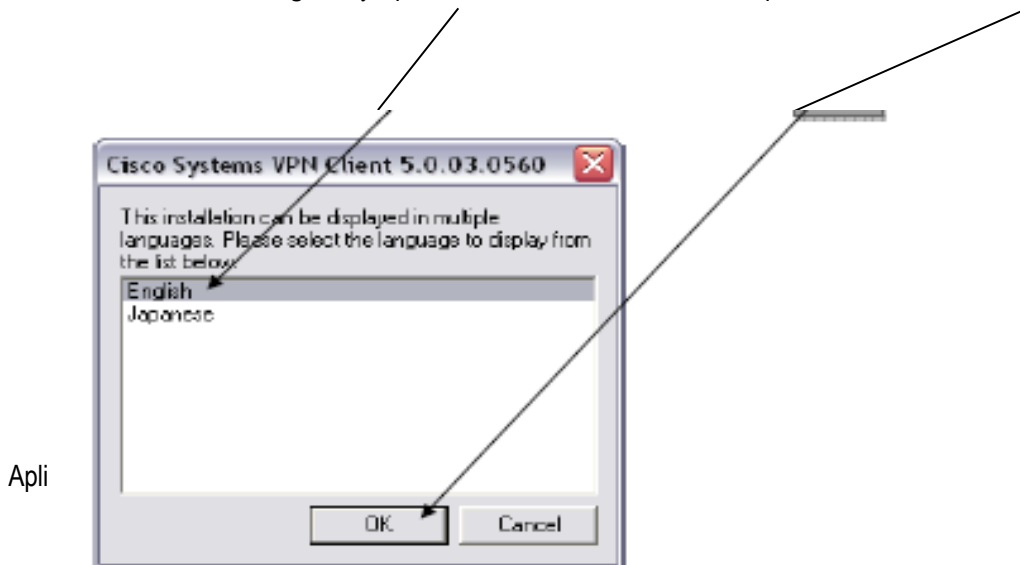 Cisco Systems VPN Client 5.0.03.0560
This installation can be displayed in multiple
languages. Please select the language to display from
the list below.
English
Japanese
Apli
OK
Cancel